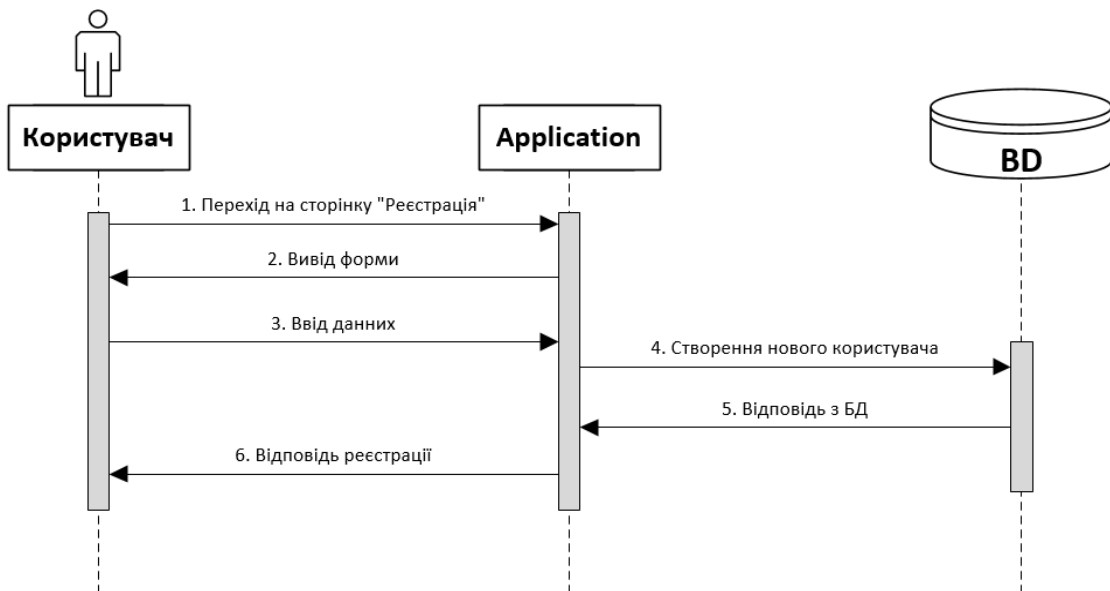 Користувач
Application
BD
1. Перехід на сторінку "Реєстрація"
2. Вивід форми
3. Ввід данних
4. Створення нового користувача
5. Відповідь з БД
6. Відповідь реєстрації